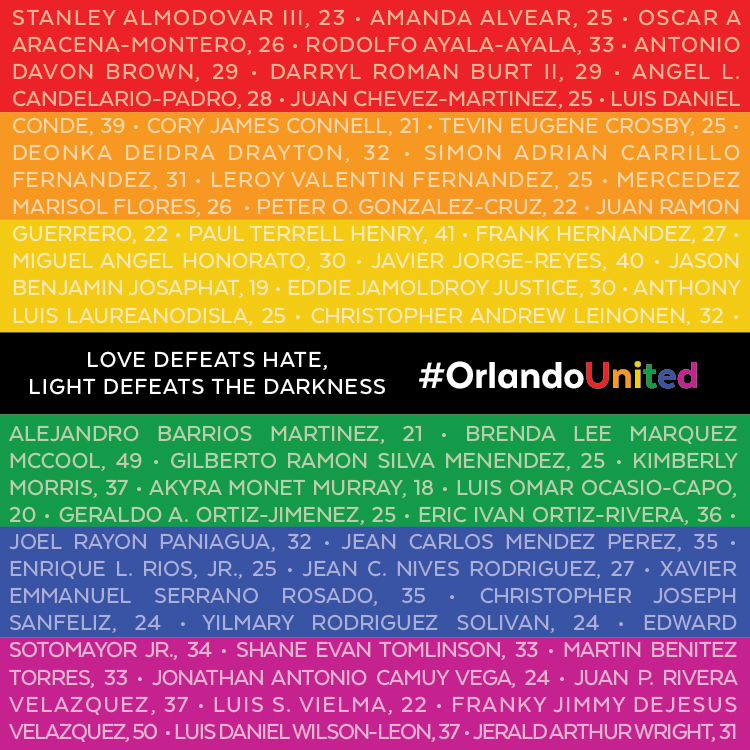 STANLEY ALMODOVAR III, 23 • AMANDA ALVEAR, 25 • OSCAR A
ARACENA-MONTERO, 26 • RODOLFO AYALA-AYALA, 33 • ANTONIO
DAVON BROWN, 29 • DARRYL ROMAN BURT II, 29 • ANGEL L.
CANDELARIO-PADRO, 28 • JUAN CHEVEZ-MARTINEZ, 25 • LUIS DANIEL
CONDE, 39 • CORY JAMES CONNELL, 21 • TEVIN EUGENE CROSBY, 25 •
DEONKA DEIDRA DRAYTON, 32 • SIMON ADRIAN CARRILLO
FERNANDEZ, 31 • LEROY VALENTIN FERNANDEZ, 25 • MERCEDEZ
MARISOL FLORES, 26 • PETER O. GONZALEZ-CRUZ, 22 • JUAN RAMON
GUERRERO, 22 • PAUL TERRELL HENRY, 41 • FRANK HERNANDEZ, 27 •
MIGUEL ANGEL HONORATO, 30 • JAVIER JORGE-REYES, 40 • JASON
BENJAMIN JOSAPHAT, 19 • EDDIE JAMOLDROY JUSTICE, 30 • ANTHONY
LUIS LAUREANODISLA, 25 • CHRISTOPHER ANDREW LEINONEN, 32 •
LOVE DEFEATS HATE,
LIGHT DEFEATS THE DARKNESS
#OrlandoUnited
ALEJANDRO BARRIOS MARTINEZ, 21 • BRENDA LEE MARQUEZ
MCCOOL, 49 • GILBERTO RAMON SILVA MENENDEZ, 25 • KIMBERLY
MORRIS, 37 • AKYRA MONET MURRAY, 18 • LUIS OMAR OCASIO-CAPO,
20 • GERALDO A. ORTIZ-JIMENEZ, 25 • ERIC IVAN ORTIZ-RIVERA, 36 •
JOEL RAYON PANIAGUA, 32 • JEAN CARLOS MENDEZ PEREZ, 35 •
ENRIQUE L. RIOS, JR., 25 • JEAN C. NIVES RODRIGUEZ, 27 • XAVIER
EMMANUEL SERRANO ROSADO, 35 • CHRISTOPHER JOSEPH
SANFELIZ, 24 • YILMARY RODRIGUEZ SOLIVAN, 24 • EDWARD
SOTOMAYOR JR., 34 • SHANE EVAN TOMLINSON, 33 • MARTIN BENITEZ
TORRES, 33 • JONATHAN ANTONIO CAMUY VEGA, 24 • JUAN P. RIVERA
VELAZQUEZ, 37 • LUIS S. VIELMA, 22 • FRANKY JIMMY DEJESUS
VELAZQUEZ, 50 • LUIS DANIEL WILSON-LEON, 37 • JERALD ARTHUR WRIGHT, 31